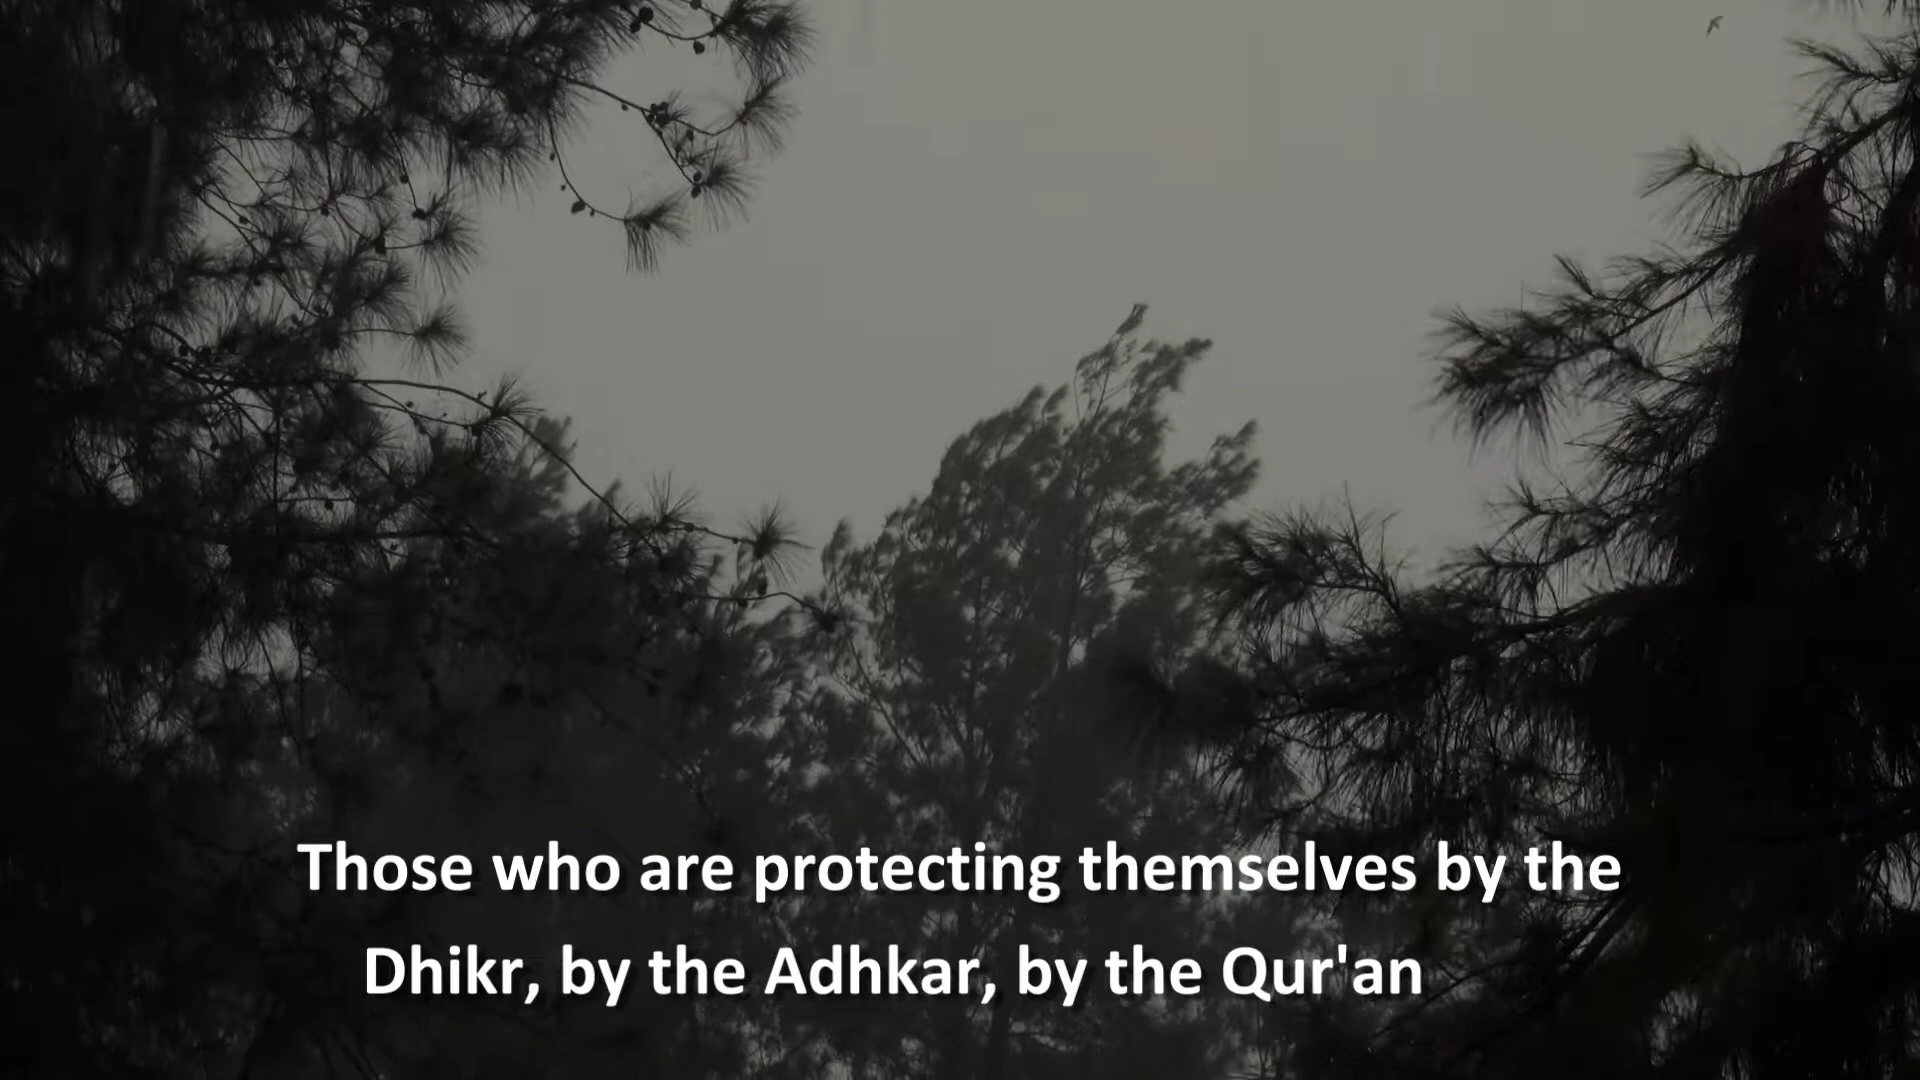 Those who are protecting themselves by the
Dhikr, by the Adhkar, by the Qur'an